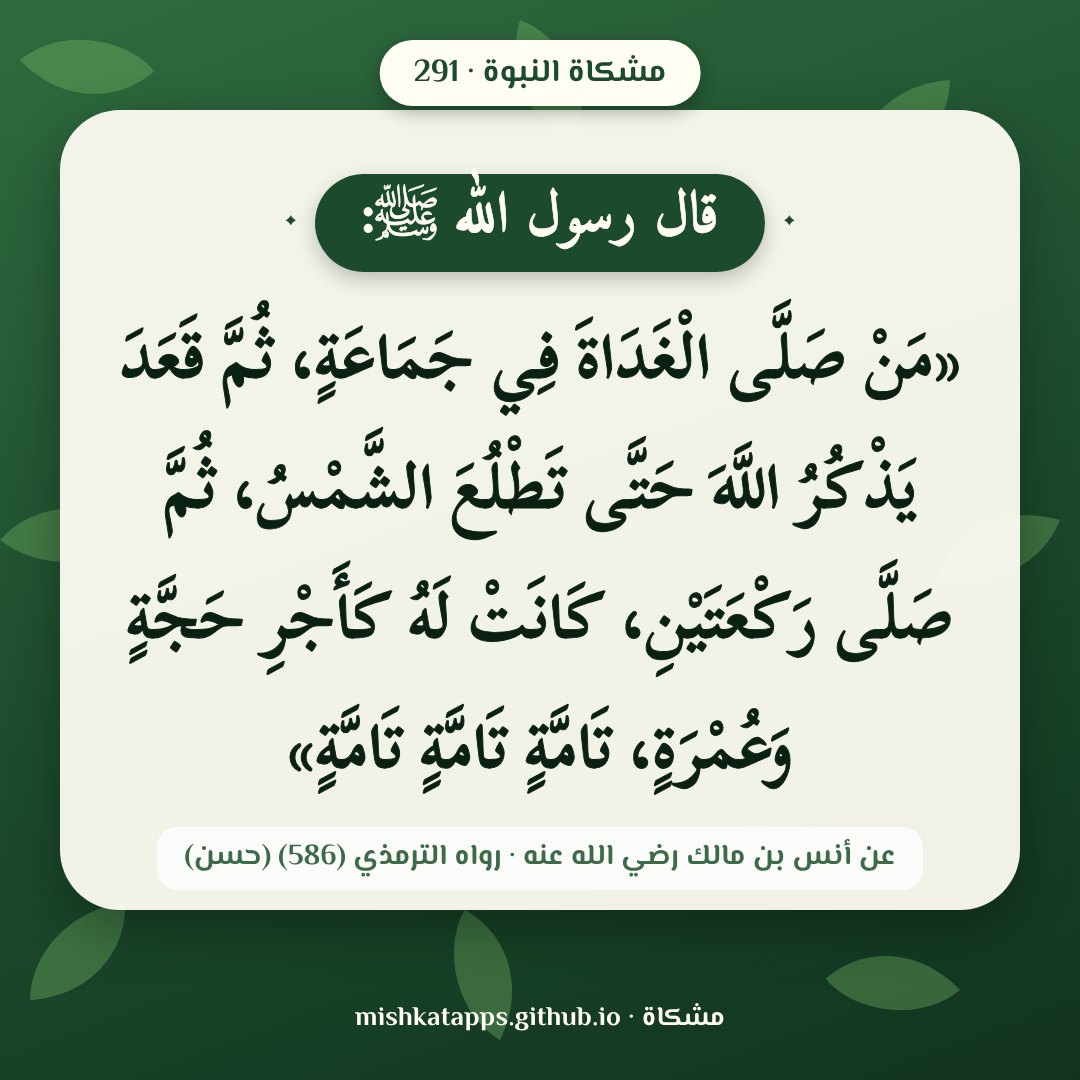 مشكاة النبوة · 291
قال رسول الله ﷺ:
«مَنْ صَلَّى الْغَدَاةَ فِي جَمَاعَةٍ، ثُمَّ قَعَدَ
يَذْكُرُ اللَّهَ حَتَّى تَطْلُعَ الشَّمْسُ، ثُمَّ
صَلَّى رَكْعَتَيْنِ، كَانَتْ لَهُ كَأَجْرِ حَجَّةٍ
وَعُمْرَةٍ، تَامَّةٍ تَامَّةٍ تَامَّةٍ»
عن أنس بن مالك رضي الله عنه · رواه الترمذي (586) (حسن)
مشكاة · mishkatapps.github.io